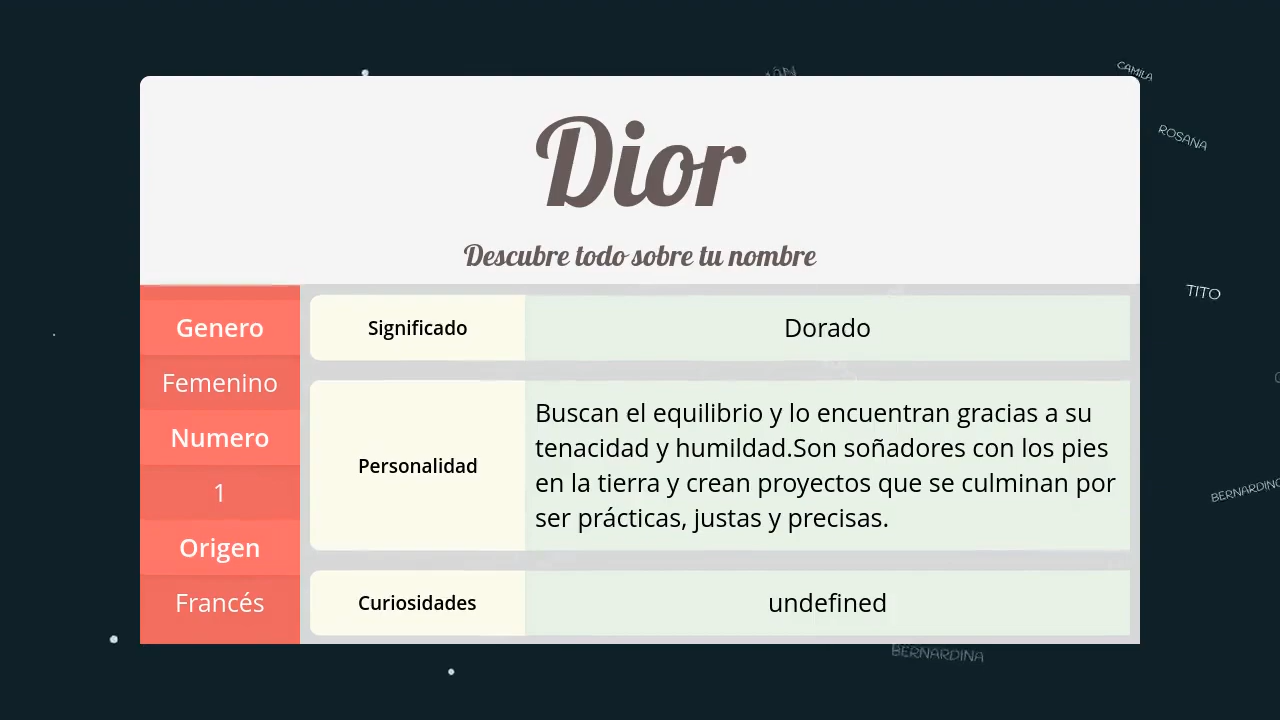 CAMILA
ROSANA
Dior
Descubre todo sobre tu nombre
TITO
Genero
Femenino
Numero
1
Origen
Francés
Significado
Dorado
Personalidad
Buscan el equilibrio y lo encuentran gracias a su
tenacidad y humildad.Son soñadores con los pies
en la tierra y crean proyectos que se culminan por
ser prácticas, justas y precisas.
Curiosidades
undefined
BERNARDINO
BERNARDINA